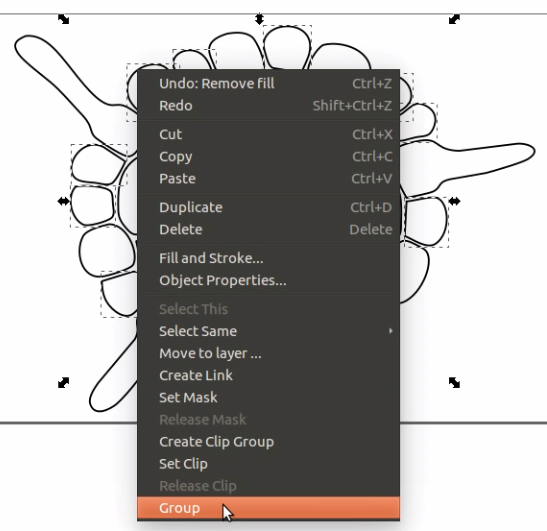 Undo: Remove fill Ctrl+Z
Redo Shift+Ctrl+Z
Cut Ctrl+X
Copy Ctrl+C
Paste Ctrl+V
Duplicate Ctrl+D
Delete Delete
Fill and Stroke...
Object Properties...
Select This
Select Same
Move to layer ...
Create Link
Set Mask
Release Mask
Create Clip Group
Set Clip
Release Clip
Group